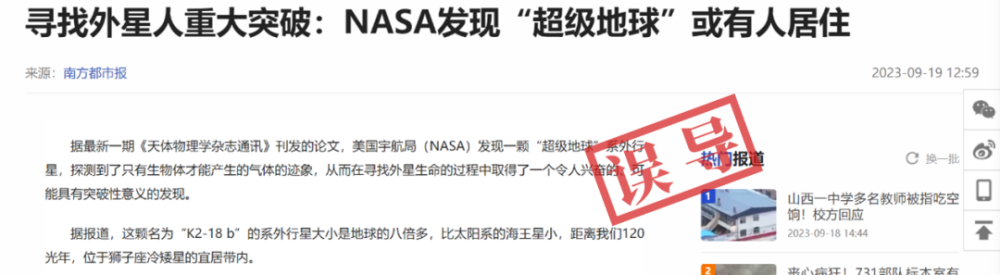 寻找外星人重大突破：NASA发现“超级地球”或有人居住
来源：南方都市报
2023-09-19 12:59
据最新一期《天体物理学杂志通讯》刊发的论文，美国宇航局（NASA）发现一颗“超级地球”系外行
星，探测到了只有生物体才能产生的气体的迹象，从而在寻找外星生命的过程中取得了一个令人兴奋的、可
能具有突破性意义的发现。
据报道，这颗名为“K2-18 b”的系外行星大小是地球的八倍多，比太阳系的海王星小，距离我们120
光年，位于狮子座冷矮星的宜居带内。
误导
热门报道
换一批
1
山西一中学多名教师被指吃空
饷！校方回应
2023-09-18 14:44
2
丧心病狂！731部队标本室有